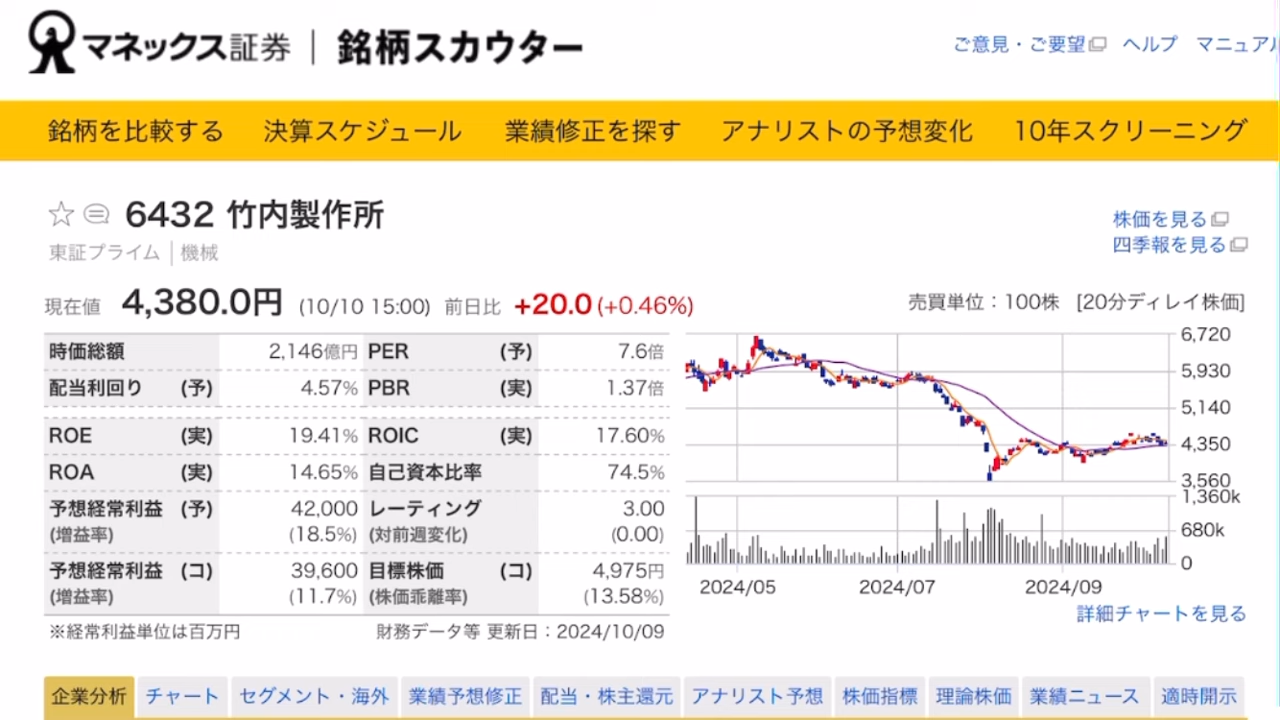 マネックス証券 | 銘柄スカウター
ご意見・ご要望 ヘルプ マニュアル
銘柄を比較する 決算スケジュール 業績修正を探す アナリストの予想変化 10年スクリーニング
6432 竹内製作所
東証プライム | 機械
株価を見る
四季報を見る
現在値 4,380.0円 (10/10 15:00) 前日比 +20.0 (+0.46%)
売買単位：100株 [20分ディレイ株価]
時価総額 2,146億円 PER (予) 7.6倍
配当利回り (予) 4.57% PBR (実) 1.37倍
ROE (実) 19.41% ROIC (実) 17.60%
ROA (実) 14.65% 自己資本比率 74.5%
予想経常利益 (予) 42,000 レーティング 3.00
(増益率) (18.5%) (対前週変化) (0.00)
予想経常利益 (コ) 39,600 目標株価 (コ) 4,975円
(増益率) (11.7%) (株価乖離率) (13.58%)
※経常利益単位は百万円 財務データ等 更新日：2024/10/09
6,720
5,930
5,140
4,350
3,560
1,360k
680k
0
2024/05 2024/07 2024/09
詳細チャートを見る
企業分析 チャート セグメント・海外 業績予想修正 配当・株主還元 アナリスト予想 株価指標 理論株価 業績ニュース 適時開示